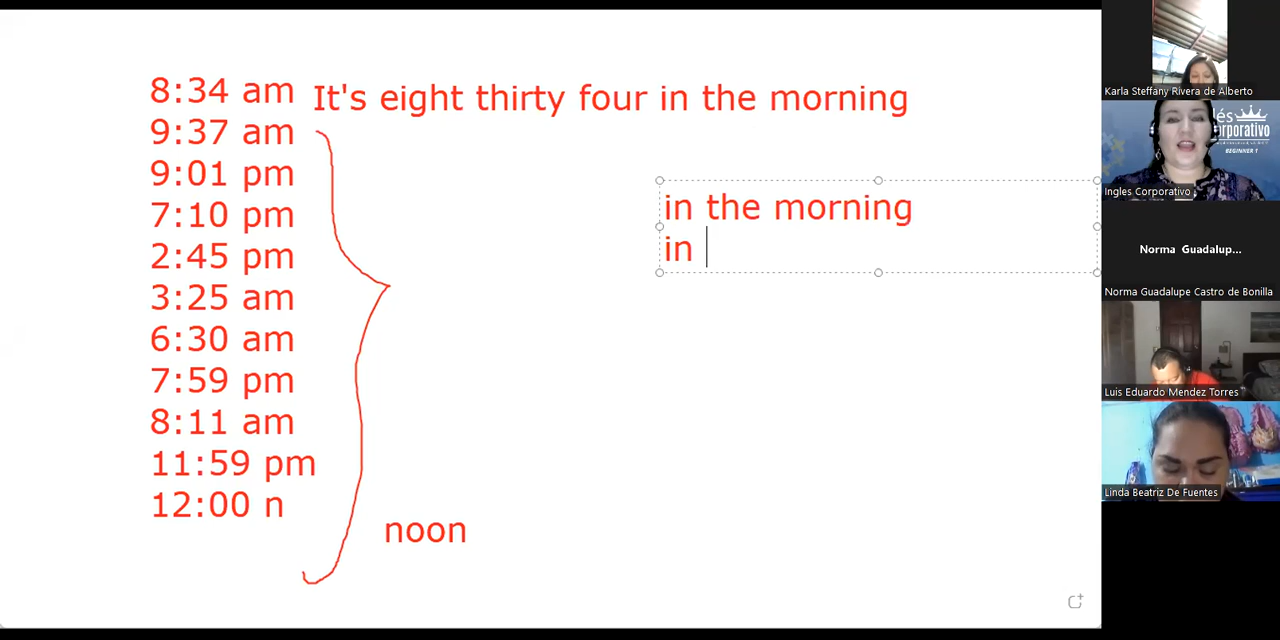 8:34 am
It's eight thirty four in the morning
9:37 am
9:01 pm
7:10 pm
2:45 pm
3:25 am
6:30 am
7:59 pm
8:11 am
11:59 pm
12:00 n
noon
in the morning
in
Karla Steffany Rivera de Alberto
BEGINNER 1
Ingles Corporativo
Norma Guadalup...
Norma Guadalupe Castro de Bonilla
Luis Eduardo Mendez Torres
Linda Beatriz De Fuentes